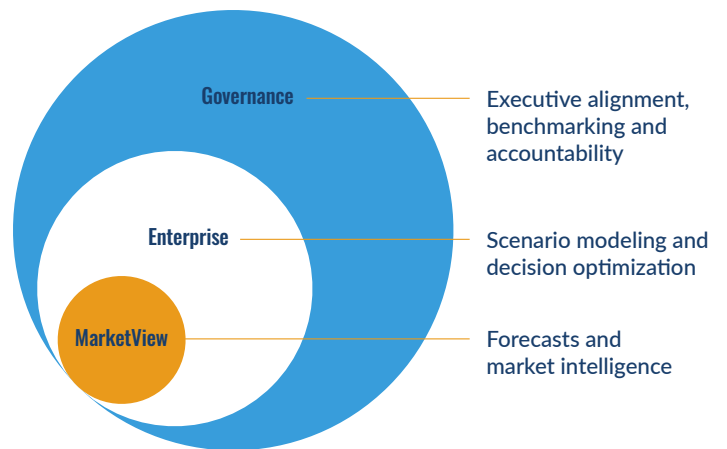 Governance
Executive alignment,
benchmarking and
accountability
Enterprise
Scenario modeling and
decision optimization
MarketView
Forecasts and
market intelligence